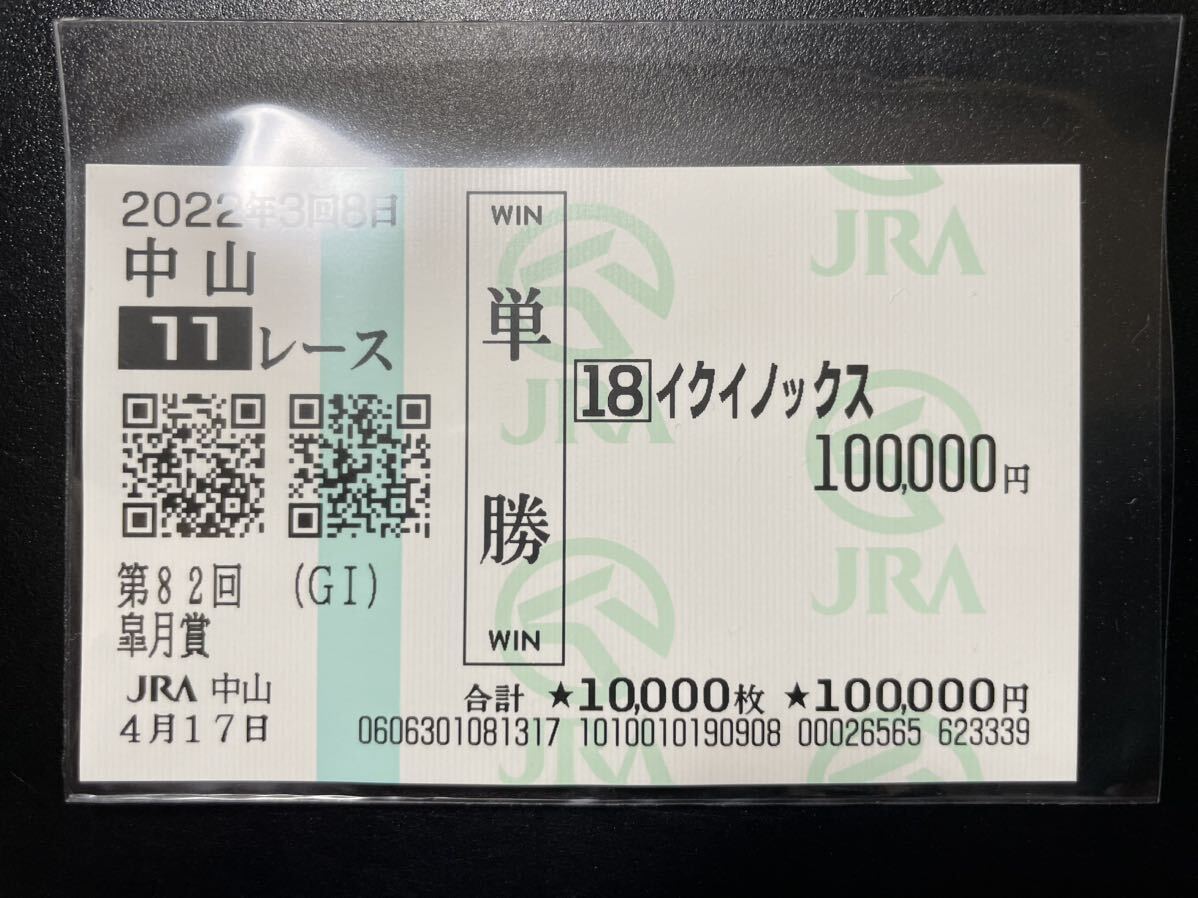 2022年3回8日
中山
11レース
第82回 (GⅠ)
皐月賞
JRA 中山
4月17日
WIN
単勝
WIN
18 イクイノックス
100,000円
合計 ★10,000枚 ★100,000円
0606301081317 1010010190908 00026565 623339
JRA
JRA
JRA
JRA